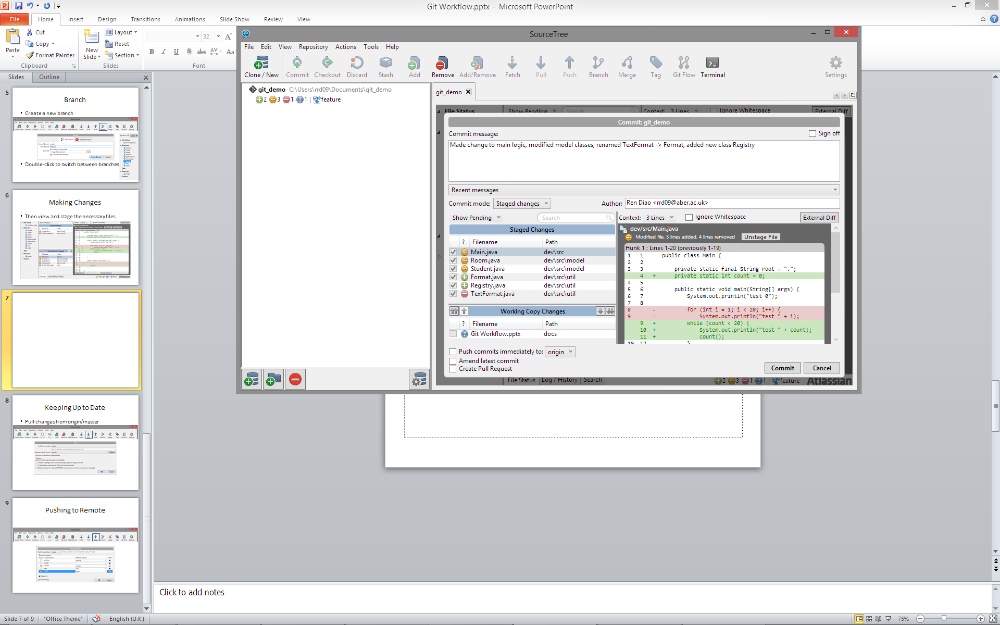 Git Workflow.pptx - Microsoft PowerPoint
File Home Insert Design Transitions Animations Slide Show Review View
Paste
Cut
Copy
Format Painter
Clipboard
New
Slide
Layout
Reset
Section
Slides
32
B I U S abc AV Aa
Font
Slides Outline
5
Branch
• Create a new branch
• Double-click to switch between branches
6
Making Changes
• Then view and stage the necessary files
7
8
Keeping Up to Date
• Pull changes from origin/master
9
Pushing to Remote
SourceTree
File Edit View Repository Actions Tools Help
Clone / New Commit Checkout Discard Stash Add Remove Add/Remove Fetch Pull Push Branch Merge Tag Git Flow Terminal Settings
git_demo C:\Users\rrd09\Documents\git_demo
2 3 1 1 | feature
git_demo
File Status Show Pending Search Context: 3 Lines Ignore Whitespace External Diff
Commit: git_demo
Commit message: Sign off
Made change to main logic, modified model classes, renamed TextFormat -> Format, added new class Registry
Recent messages
Commit mode: Staged changes Author: Ren Diao <rrd09@aber.ac.uk>
Show Pending Search Context: 3 Lines Ignore Whitespace External Diff
Staged Changes
? Filename Path
Main.java dev\src
Room.java dev\src\model
Student.java dev\src\model
Format.java dev\src\util
Registry.java dev\src\util
TextFormat.java dev\src\util
Working Copy Changes
? Filename Path
? Git Workflow.pptx docs
dev/src/Main.java
Modified file, 5 lines added, 4 lines removed Unstage File
Hunk 1 : Lines 1-20 (previously 1-19)
1 1 public class Main {
2 2
3 3 private static final String root = ".";
4 + private static int count = 0;
4 5
5 6 public static void main(String[] args) {
6 7 System.out.println("test 0");
7 8
8 - for (int i = 1; i < 20; i++) {
9 - System.out.println("test " + i);
9 + while (count < 20) {
10 + System.out.println("test " + count);
11 + count();
10 12 }
Push commits immediately to: origin
Amend latest commit
Create Pull Request
Commit Cancel
File Status Log / History Search
2 3 1 1 | feature Atlassian
Click to add notes
Slide 7 of 9 "Office Theme" English (U.K.) 75%